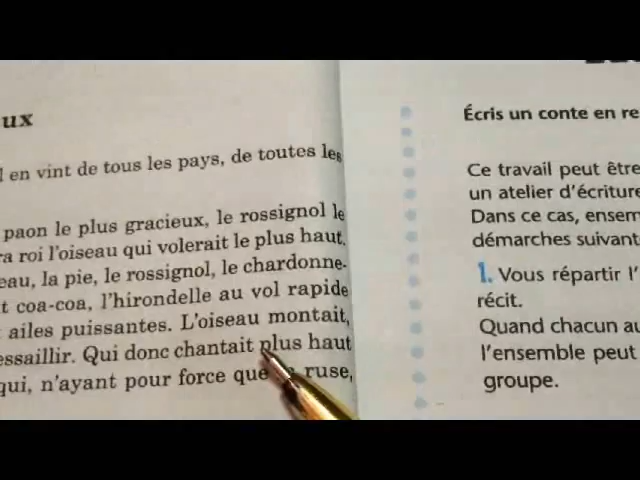 ux
en vint de tous les pays, de toutes les
paon le plus gracieux, le rossignol le
ra roi l'oiseau qui volerait le plus haut.
eau, la pie, le rossignol, le chardonne-
t coa-coa, l'hirondelle au vol rapide
ailes puissantes. L'oiseau montait,
essaillir. Qui donc chantait plus haut
qui, n'ayant pour force que ruse,
Écris un conte en re
Ce travail peut être
un atelier d'écriture
Dans ce cas, ensem
démarches suivant
1. Vous répartir l'
récit.
Quand chacun au
l'ensemble peut
groupe.